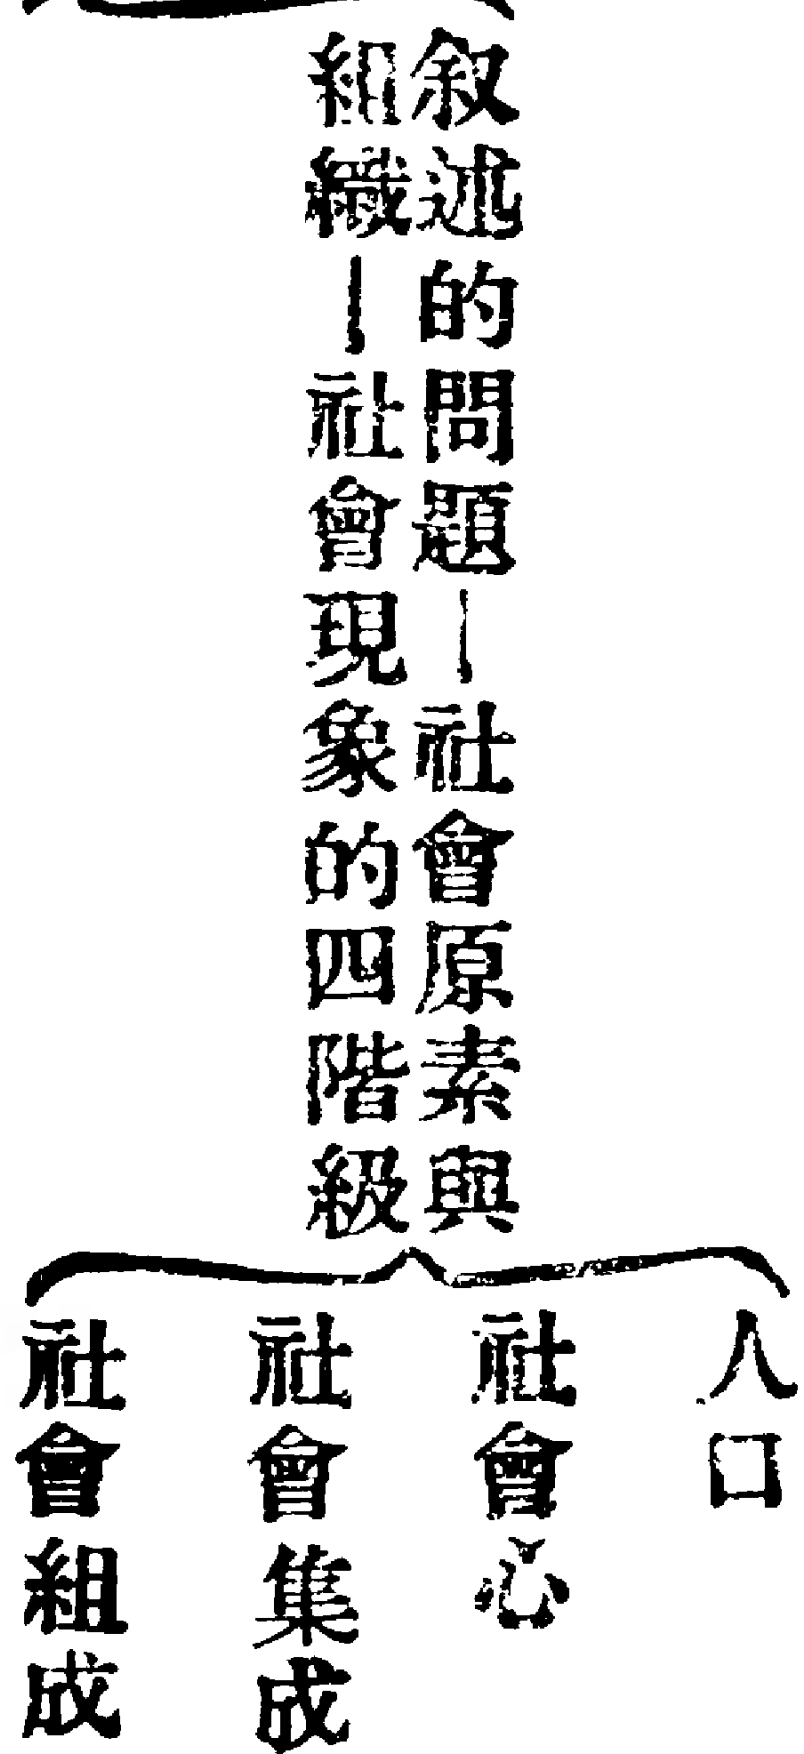 叙述的問題—社會原素與
組織—社會現象的四階級
人口
社會心
社會集成
社會組成